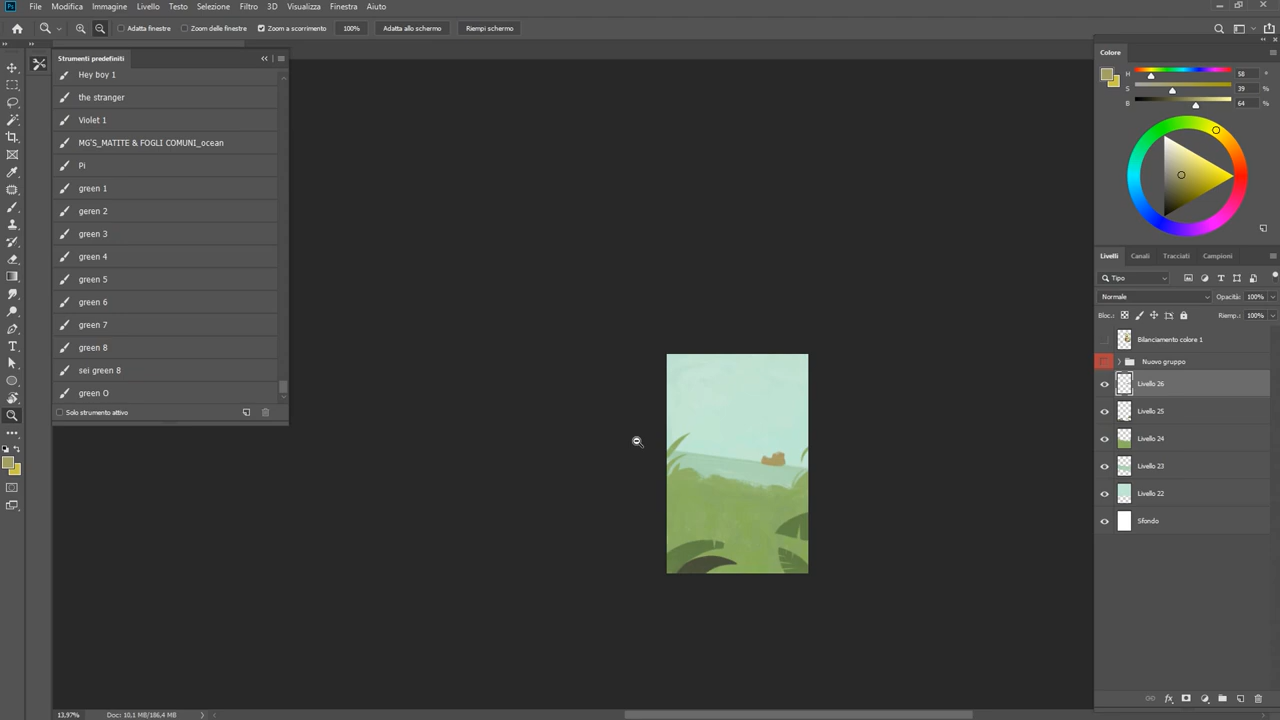 Ps File Modifica Immagine Livello Testo Selezione Filtro 3D Visualizza Finestra Aiuto
Adatta finestra Zoom delle finestre Zoom a scorrimento 100% Adatta allo schermo Riempi schermo
Strumenti predefiniti
Hey boy 1
the stranger
Violet 1
MG'S_MATITE & FOGLI COMUNI_ocean
Pi
green 1
geren 2
green 3
green 4
green 5
green 6
green 7
green 8
sei green 8
green O
Solo strumento attivo
Colore
H 58 °
S 39 %
B 64 %
Livelli Canali Tracciati Campioni
Tipo
Normale Opacità: 100%
Bloc.: Riemp.: 100%
Bilanciamento colore 1
Nuovo gruppo
Livello 26
Livello 25
Livello 24
Livello 23
Livello 22
Sfondo
fx
13,97% Doc: 10,1 MB/186,4 MB